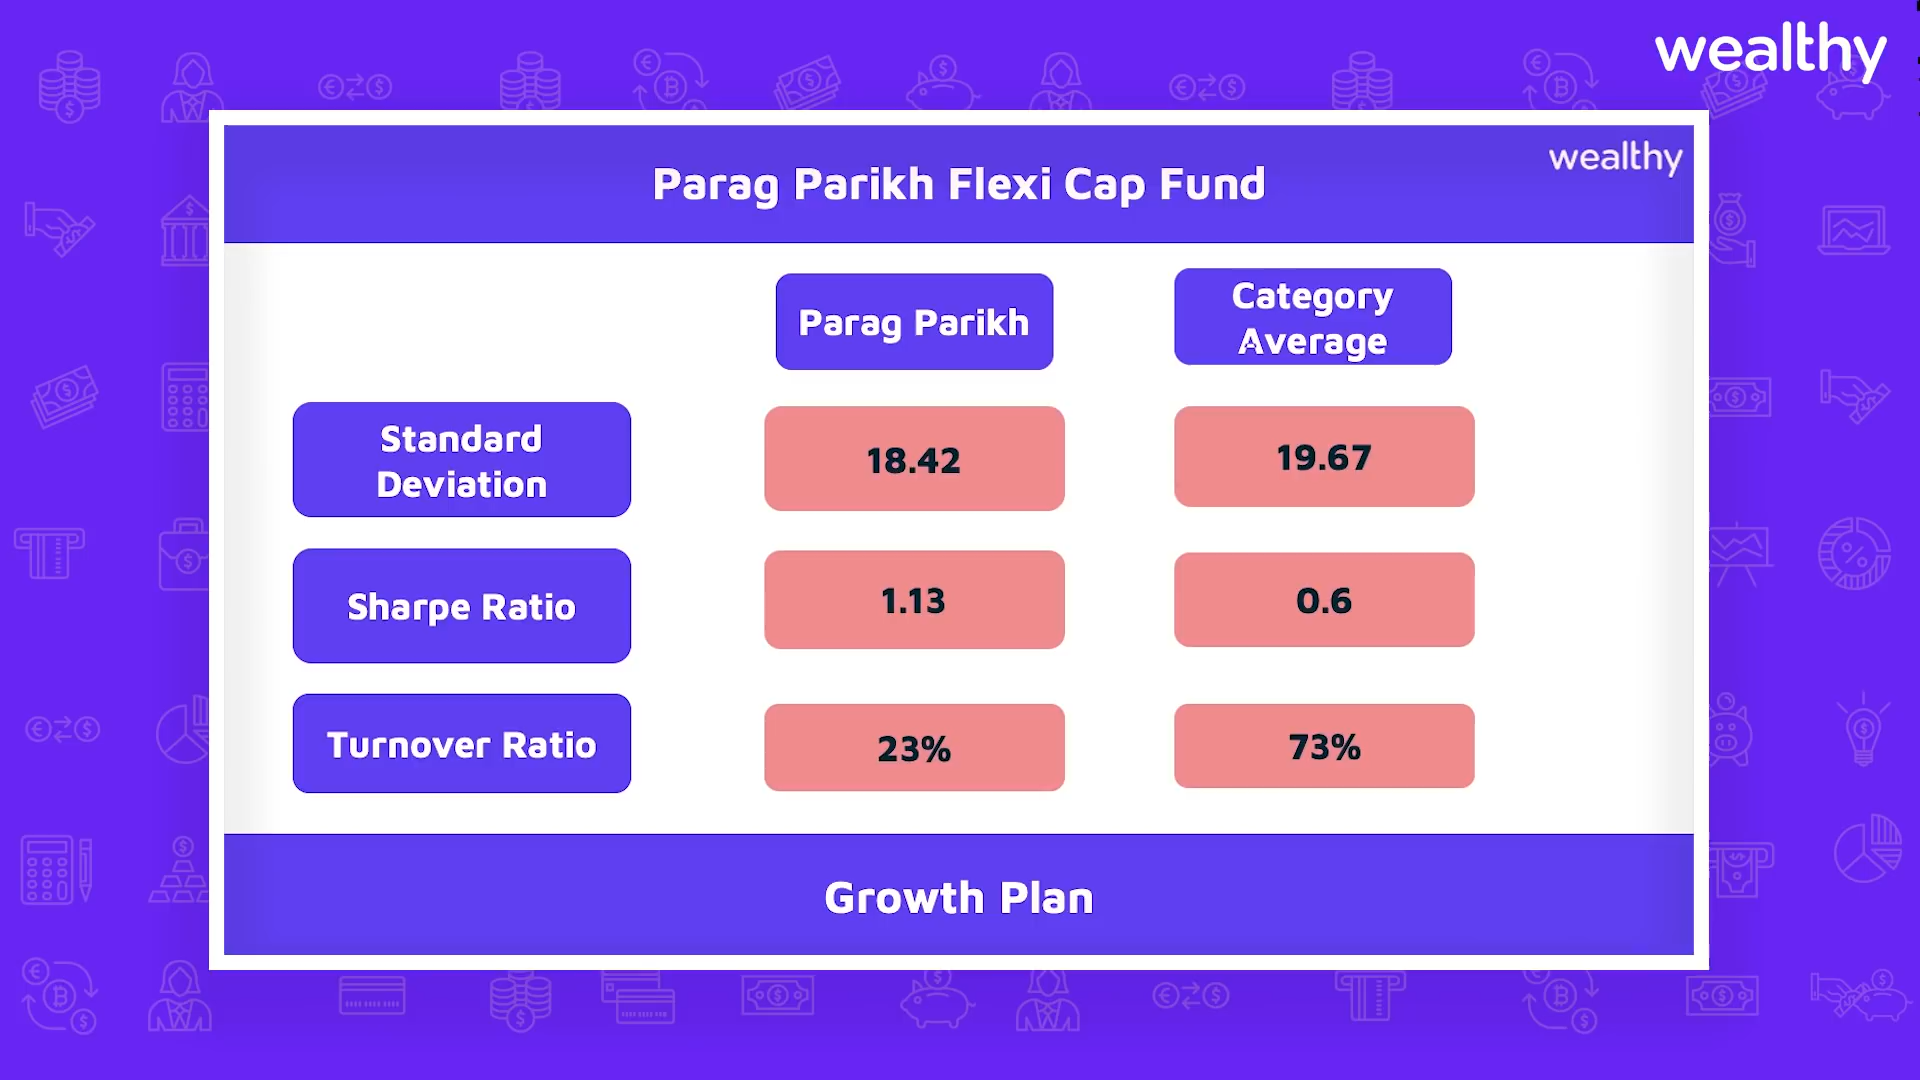 wealthy
wealthy
Parag Parikh Flexi Cap Fund
Parag Parikh
Category
Average
Standard
Deviation
18.42
19.67
Sharpe Ratio
1.13
0.6
Turnover Ratio
23%
73%
Growth Plan